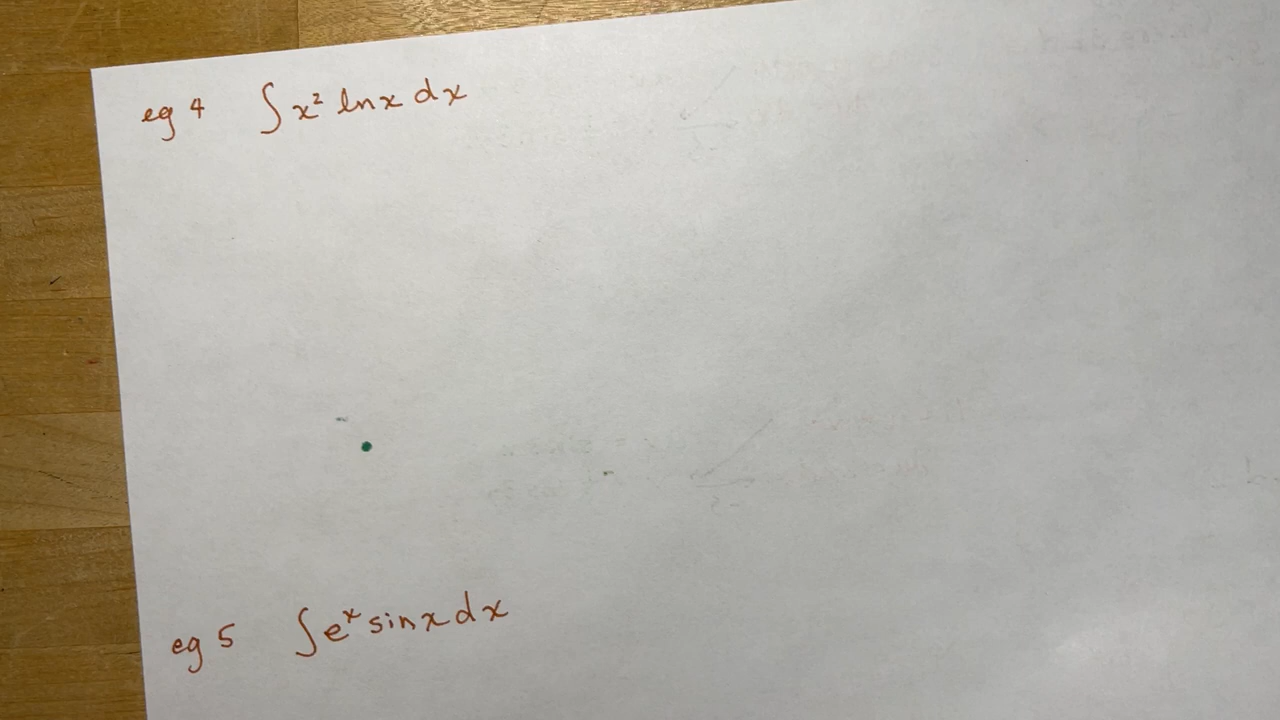 eg 4 ∫ x² ln x dx
eg 5 ∫ eˣ sin x dx